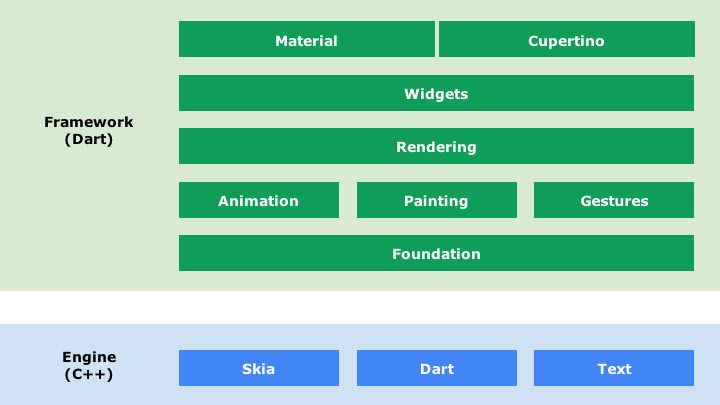 Material
Cupertino
Widgets
Framework
(Dart)
Rendering
Animation
Painting
Gestures
Foundation
Engine
(C++)
Skia
Dart
Text